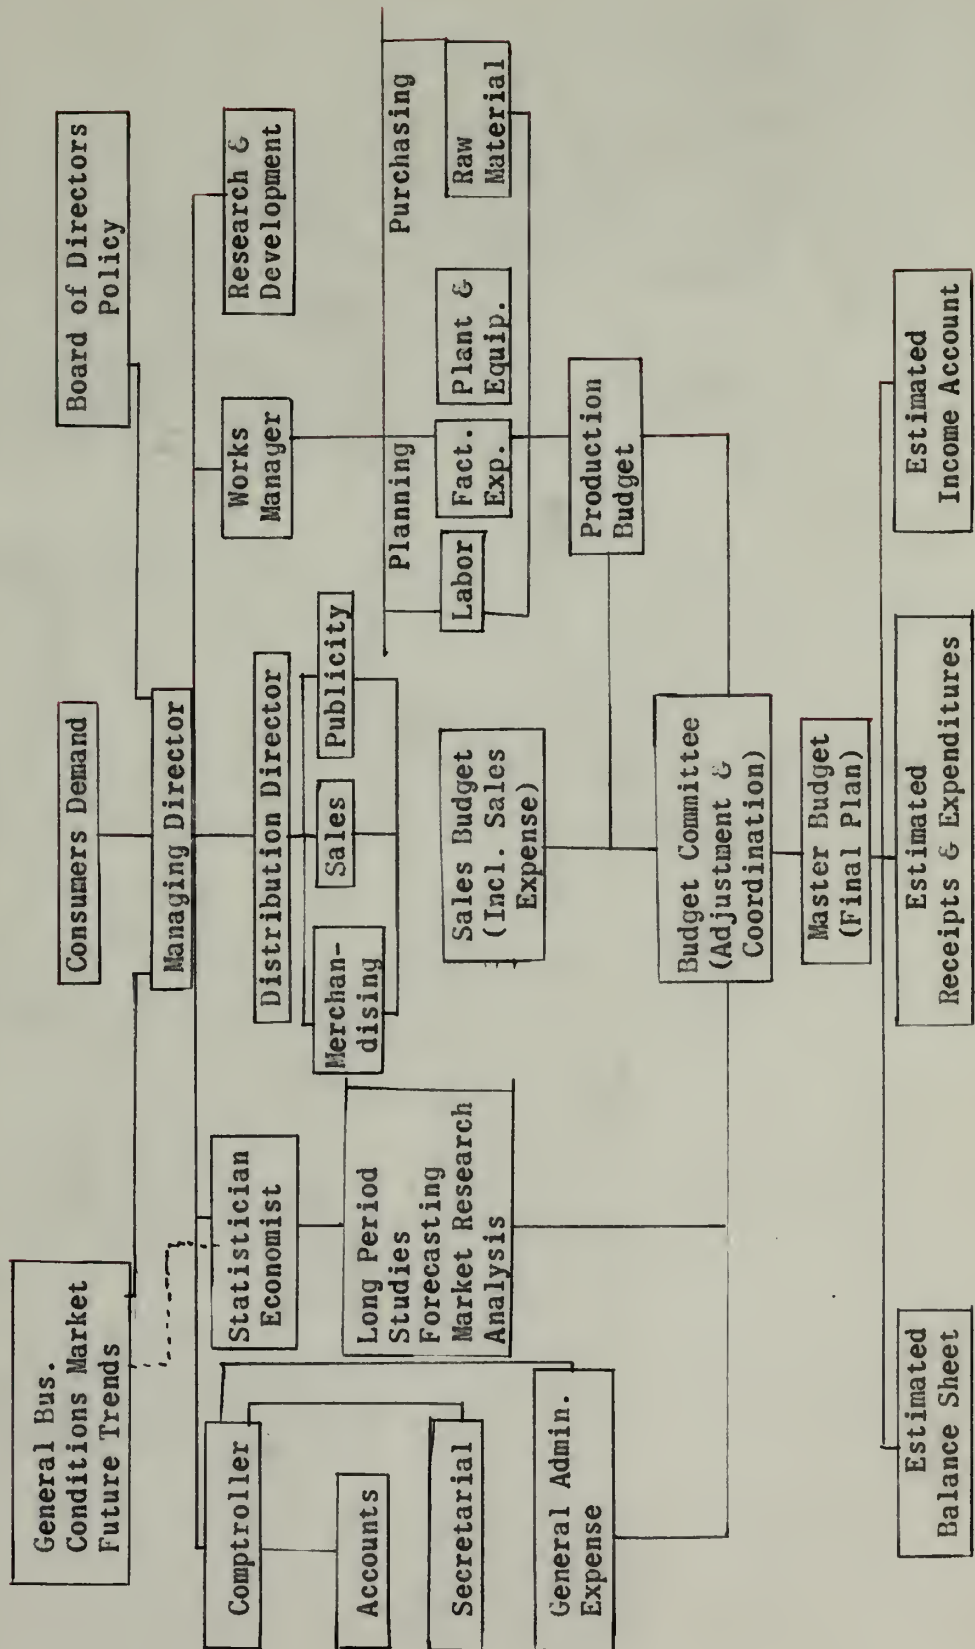 General Bus.
Conditions Market
Future Trends
Consumers Demand
Board of Directors
Policy
Managing Director
Comptroller
Statistician
Economist
Distribution Director
Works
Manager
Research &
Development
Accounts
Secretarial
General Admin.
Expense
Long Period
Studies
Forecasting
Market Research
Analysis
Merchan-
dising
Sales
Publicity
Planning
Purchasing
Labor
Fact.
Exp.
Plant &
Equip.
Raw
Material
Sales Budget
(Incl. Sales
Expense)
Production
Budget
Budget Committee
(Adjustment &
Coordination)
Master Budget
(Final Plan)
Estimated
Balance Sheet
Estimated
Receipts & Expenditures
Estimated
Income Account